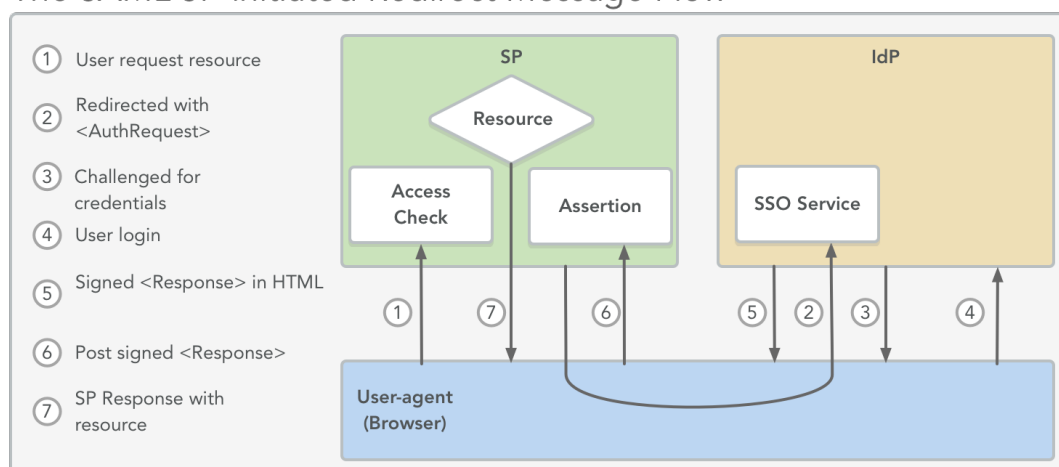 The SAML SP-Initiated Redirect Message Flow
1 User request resource
2 Redirected with
<AuthRequest>
3 Challenged for
credentials
4 User login
5 Signed <Response> in HTML
6 Post signed <Response>
7 SP Response with
resource
SP
Resource
Access
Check
Assertion
IdP
SSO Service
1
7
6
5
2
3
4
User-agent
(Browser)